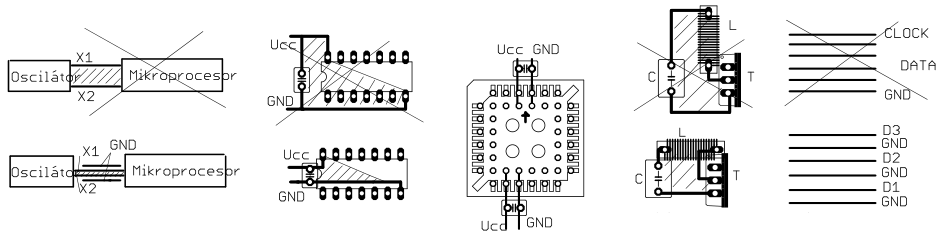 X1
Oscilátor Mikroprocesor
X2
X1 GND
Oscilátor Mikroprocesor
X2
Ucc
GND
Ucc
GND
Ucc GND
Ucc GND
L
C T
L
C T
CLOCK
DATA
GND
D3
GND
D2
GND
D1
GND